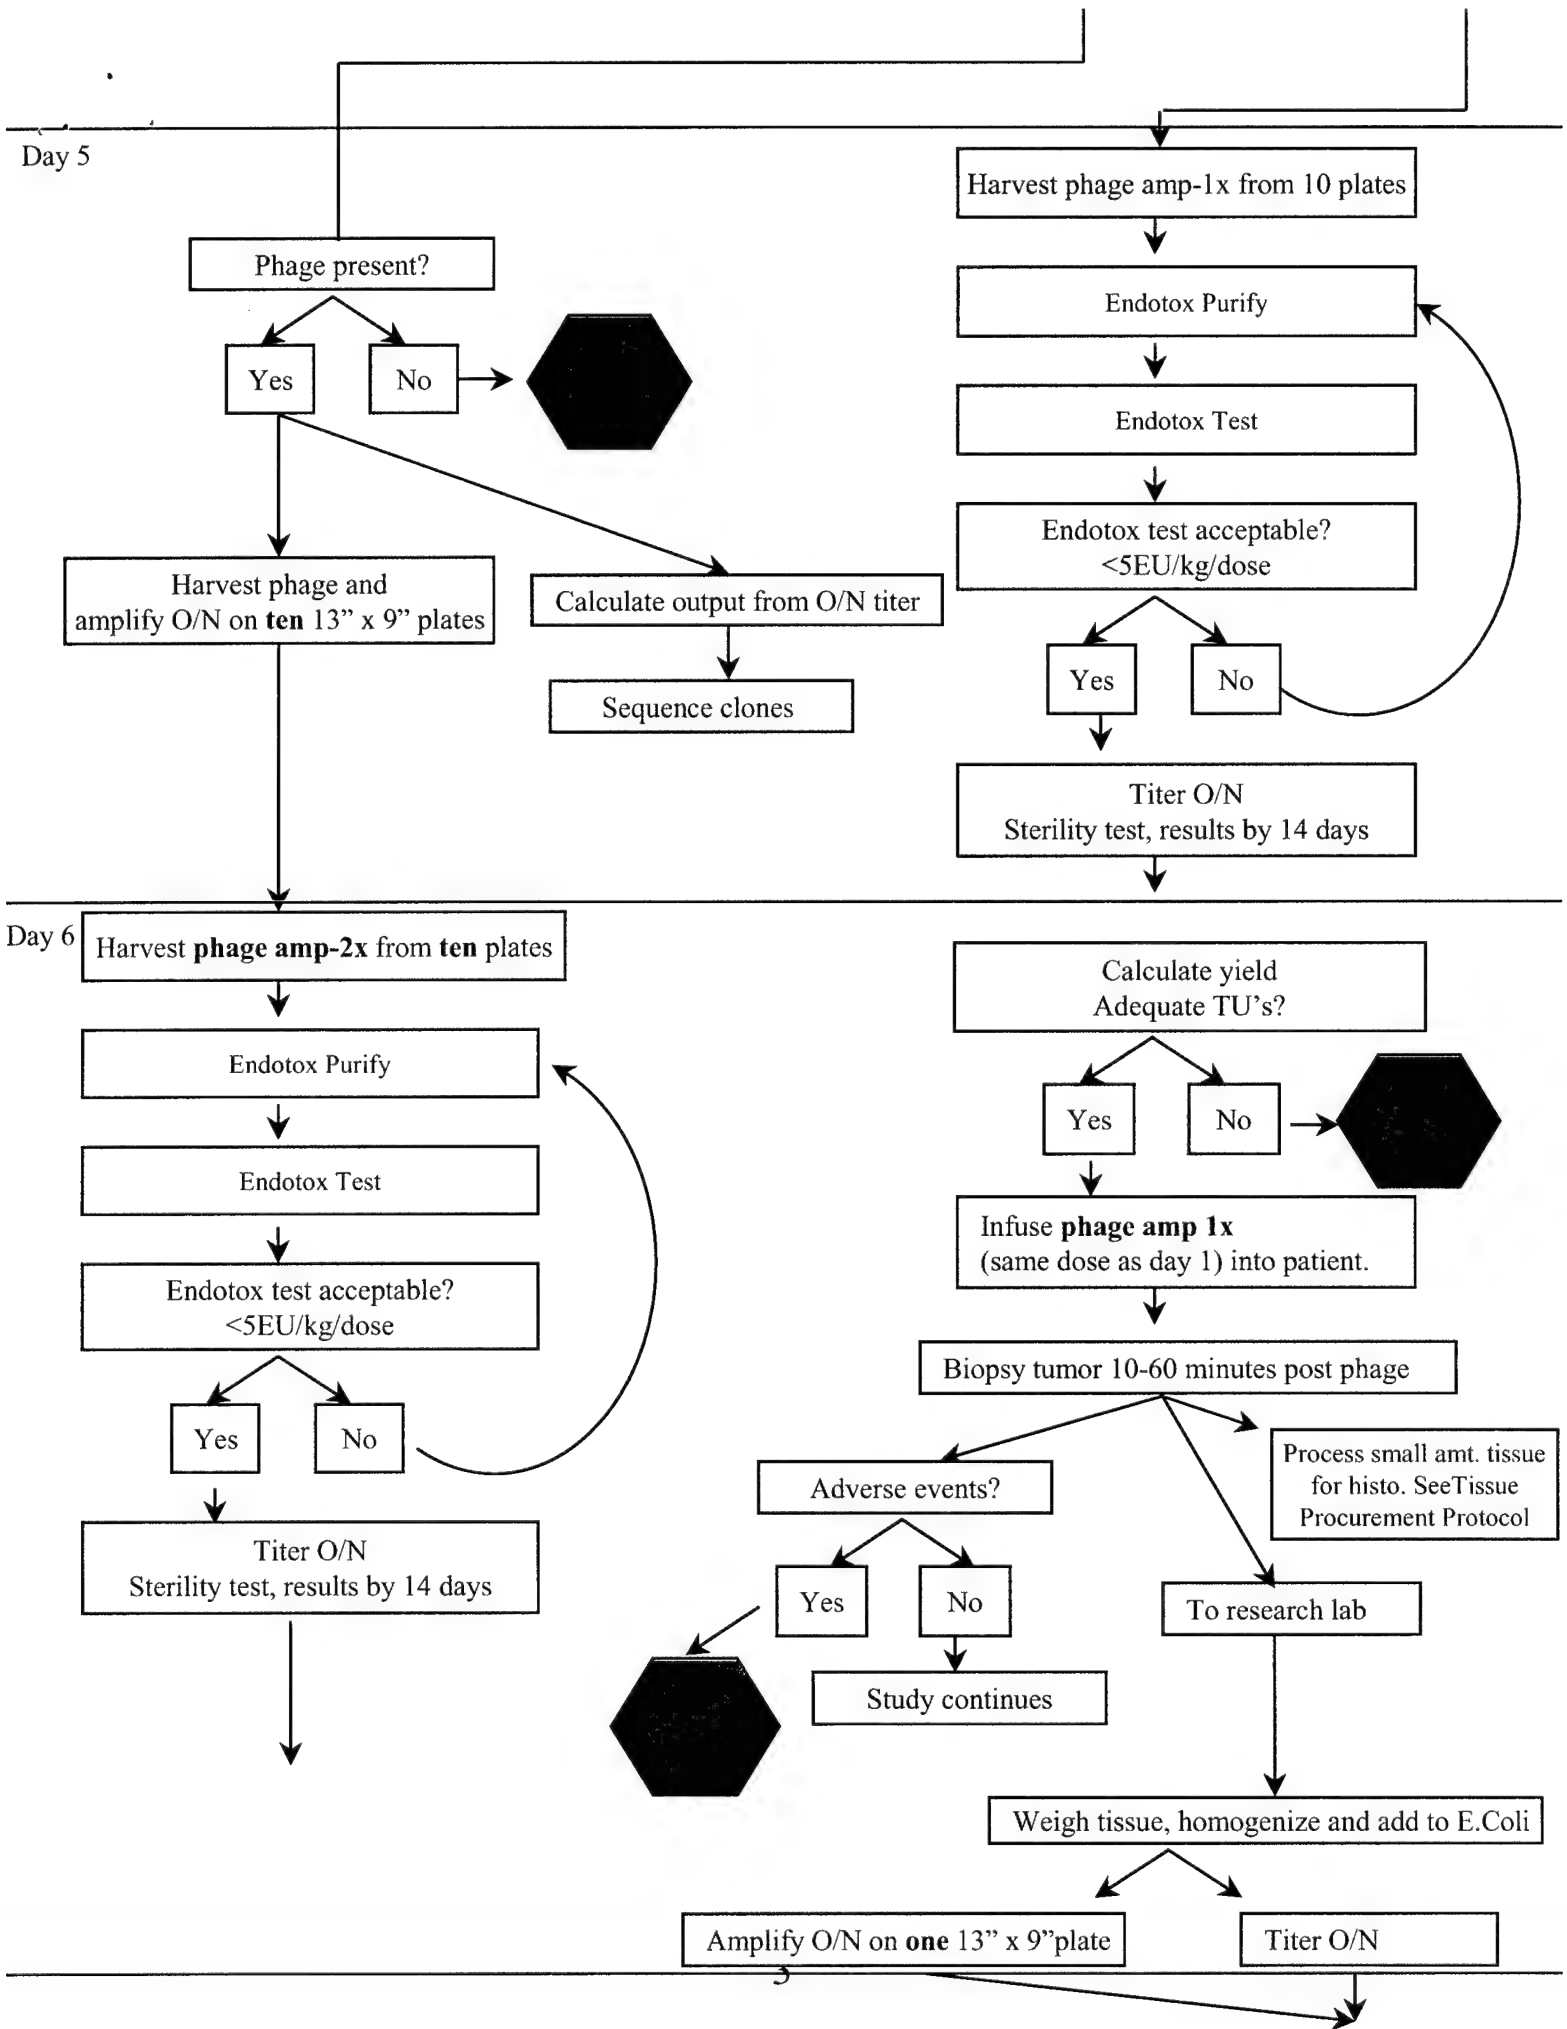 Day 5
Harvest phage amp-1x from 10 plates
Phage present?
Endotox Purify
Yes
No
Endotox Test
Endotox test acceptable?
<5EU/kg/dose
Harvest phage and
amplify O/N on ten 13” x 9” plates
Calculate output from O/N titer
Yes
No
Sequence clones
Titer O/N
Sterility test, results by 14 days
Day 6
Harvest phage amp-2x from ten plates
Calculate yield
Adequate TU’s?
Endotox Purify
Yes
No
Endotox Test
Infuse phage amp 1x
(same dose as day 1) into patient.
Endotox test acceptable?
<5EU/kg/dose
Biopsy tumor 10-60 minutes post phage
Yes
No
Process small amt. tissue
for histo. SeeTissue
Procurement Protocol
Adverse events?
Titer O/N
Sterility test, results by 14 days
Yes
No
To research lab
Study continues
Weigh tissue, homogenize and add to E.Coli
Amplify O/N on one 13” x 9”plate
Titer O/N